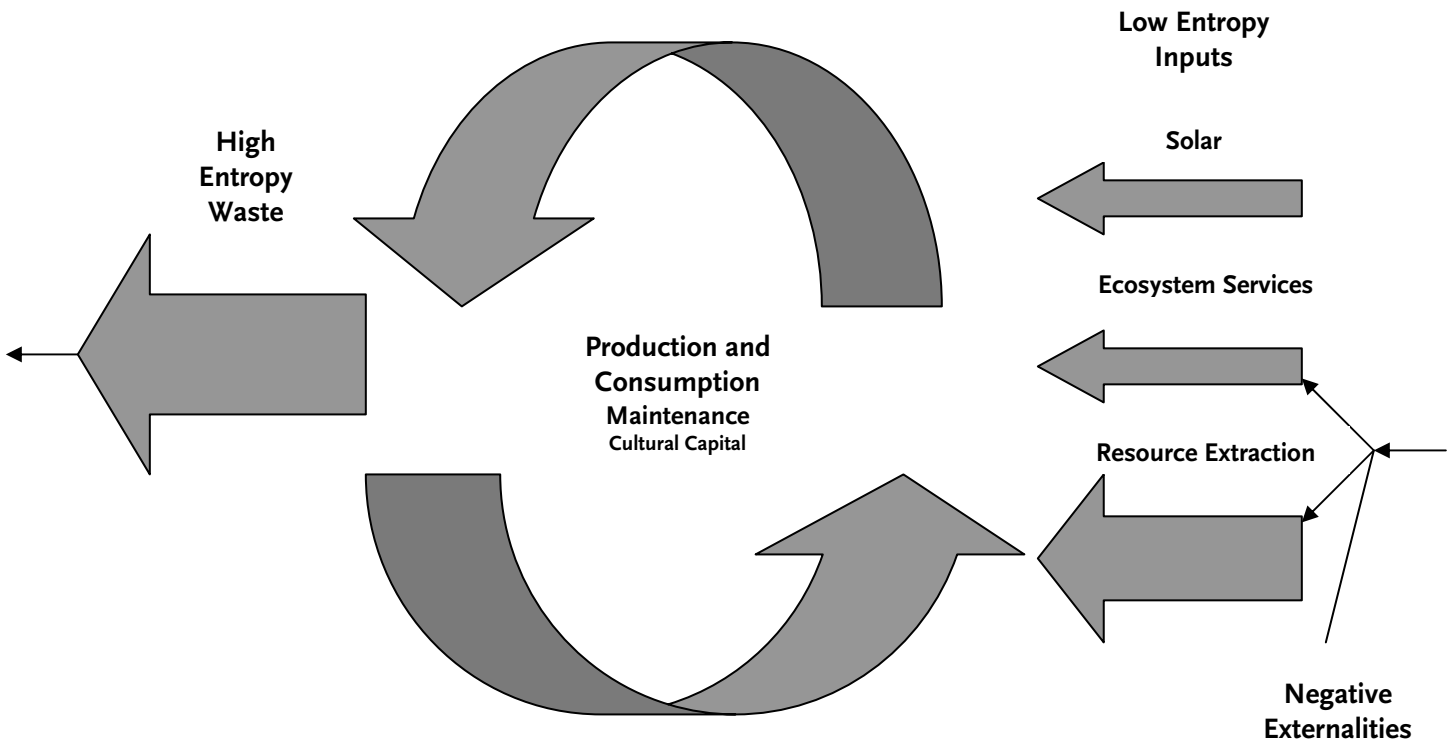 Low Entropy
Inputs
High
Entropy
Waste
Solar
Ecosystem Services
Production and
Consumption
Maintenance
Cultural Capital
Resource Extraction
Negative
Externalities